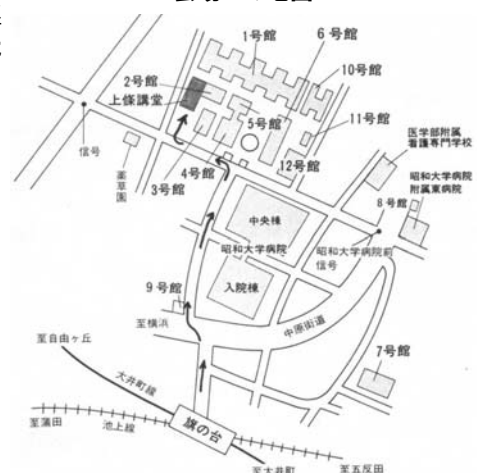 6号館
1号館
10号館
2号館
上條講堂
11号館
5号館
医学部附属
看護専門学校
信号
12号館
4号館
薬草園
3号館
昭和大学病院
附属東病院
8号館
中央棟
昭和大学病院
昭和大学病院前
信号
入院棟
9号館
至横浜
中原街道
至自由ヶ丘
7号館
大井町線
至蒲田
池上線
旗の台
至大井町
至五反田